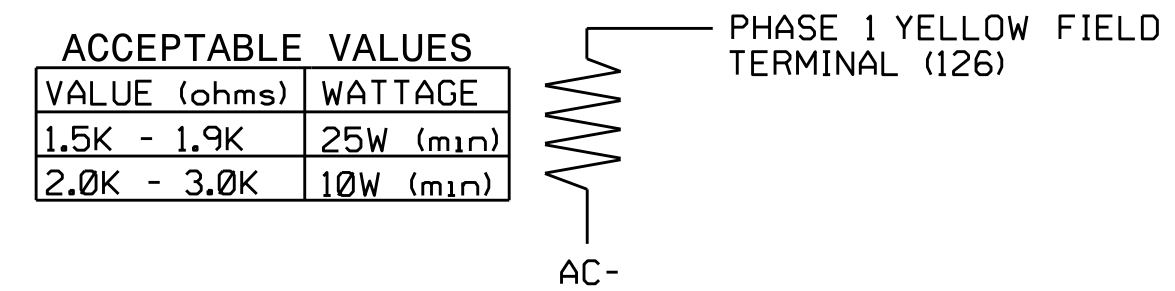 ACCEPTABLE VALUES
VALUE (ohms) WATTAGE
1.5K - 1.9K 25W (min)
2.0K - 3.0K 10W (min)
PHASE 1 YELLOW FIELD
TERMINAL (126)
AC-